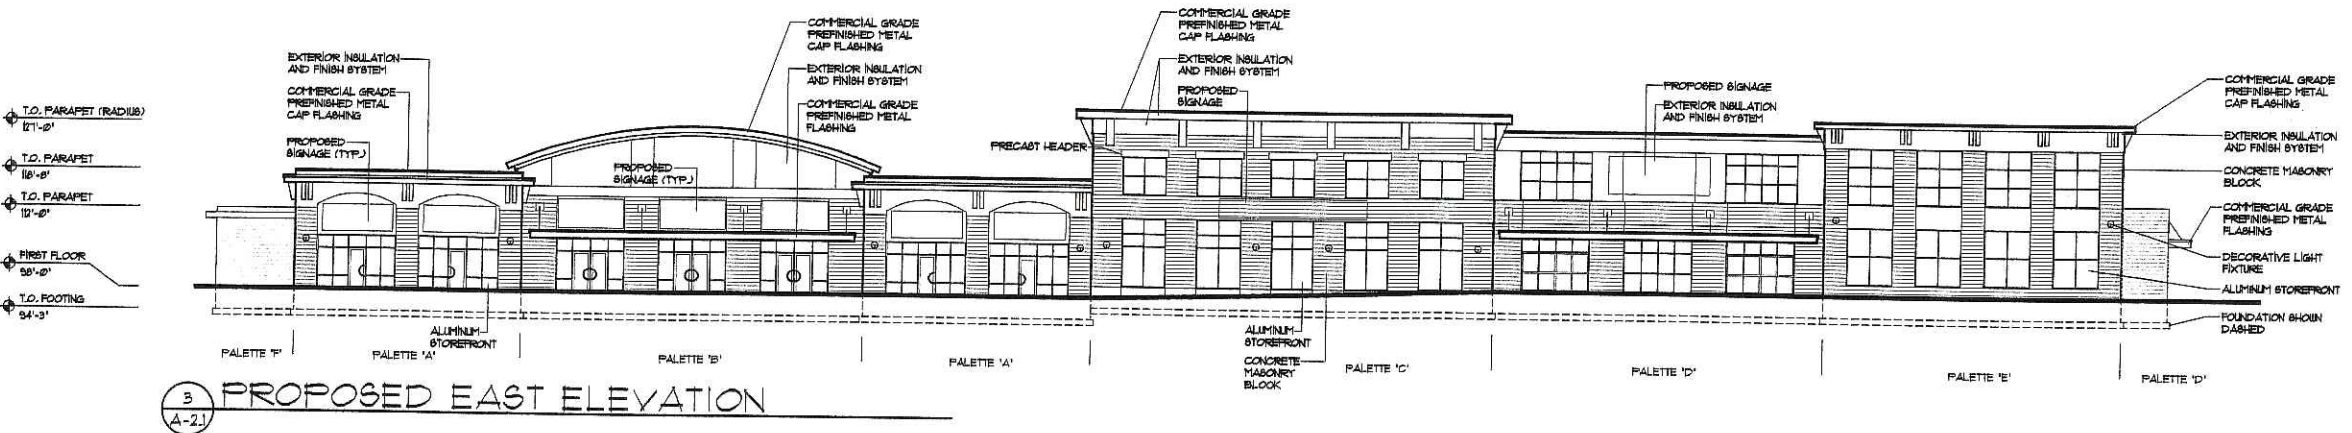 T.O. PARAPET (RADIUS)
127'-0"
T.O. PARAPET
118'-8"
T.O. PARAPET
112'-0"
FIRST FLOOR
98'-0"
T.O. FOOTING
94'-3"
EXTERIOR INSULATION
AND FINISH SYSTEM
COMMERCIAL GRADE
PREFINISHED METAL
CAP FLASHING
PROPOSED
SIGNAGE (TYP.)
COMMERCIAL GRADE
PREFINISHED METAL
CAP FLASHING
EXTERIOR INSULATION
AND FINISH SYSTEM
COMMERCIAL GRADE
PREFINISHED METAL
FLASHING
PROPOSED
SIGNAGE (TYP.)
PRECAST HEADER
COMMERCIAL GRADE
PREFINISHED METAL
CAP FLASHING
EXTERIOR INSULATION
AND FINISH SYSTEM
PROPOSED
SIGNAGE
PROPOSED SIGNAGE
EXTERIOR INSULATION
AND FINISH SYSTEM
COMMERCIAL GRADE
PREFINISHED METAL
CAP FLASHING
EXTERIOR INSULATION
AND FINISH SYSTEM
CONCRETE MASONRY
BLOCK
COMMERCIAL GRADE
PREFINISHED METAL
FLASHING
DECORATIVE LIGHT
FIXTURE
ALUMINUM STOREFRONT
FOUNDATION SHOWN
DASHED
ALUMINUM
STOREFRONT
ALUMINUM
STOREFRONT
CONCRETE
MASONRY
BLOCK
PALETTE "F"
PALETTE "A"
PALETTE "B"
PALETTE "A"
PALETTE "C"
PALETTE "D"
PALETTE "E"
PALETTE "D"
3
A-2.1
PROPOSED EAST ELEVATION